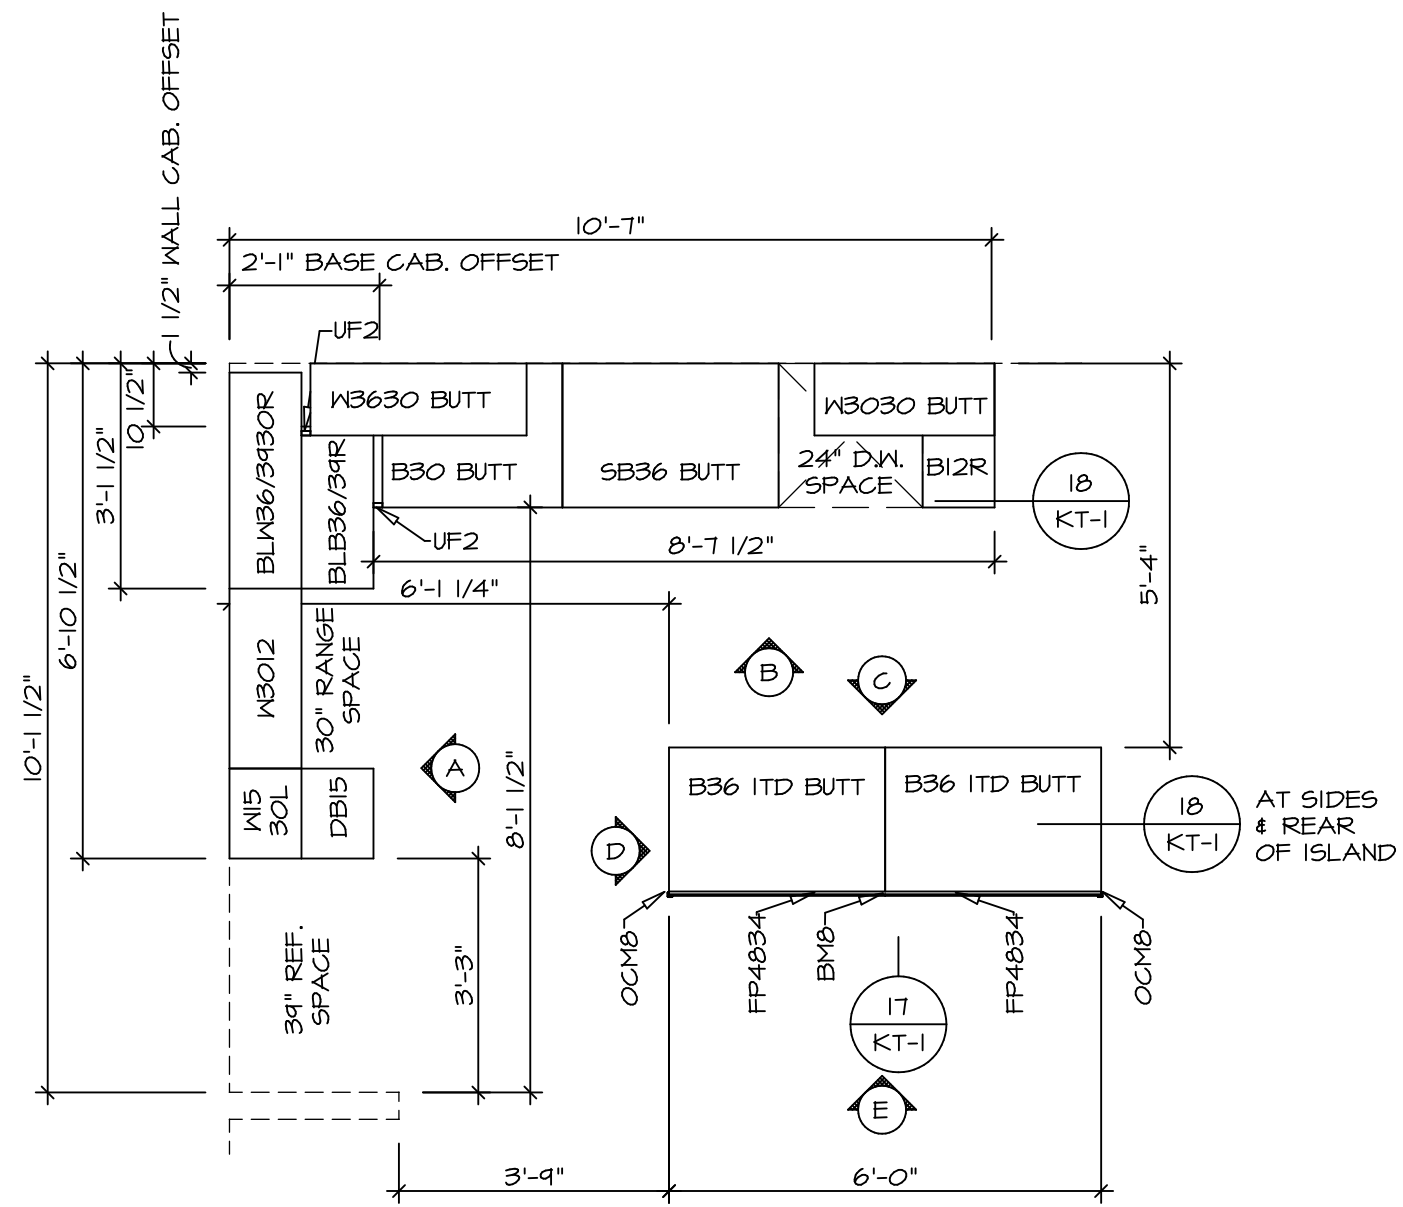 1 1/2" WALL CAB. OFFSET
10'-7"
2'-1" BASE CAB. OFFSET
UF2
10 1/2"
3'-1 1/2"
6'-10 1/2"
10'-1 1/2"
BLW36/3930R
BLB36/39R
W3630 BUTT
B30 BUTT
SB36 BUTT
W3030 BUTT
24" D.W.
SPACE
B12R
18
KT-1
UF2
8'-7 1/2"
6'-1 1/4"
5'-4"
W3012
30" RANGE
SPACE
B
C
A
W15
30L
DB15
8'-1 1/2"
B36 1TD BUTT
B36 1TD BUTT
18
KT-1
AT SIDES
& REAR
OF ISLAND
D
39" REF.
SPACE
3'-3"
OCM8
FP4834
BM8
FP4834
OCM8
17
KT-1
E
3'-9"
6'-0"